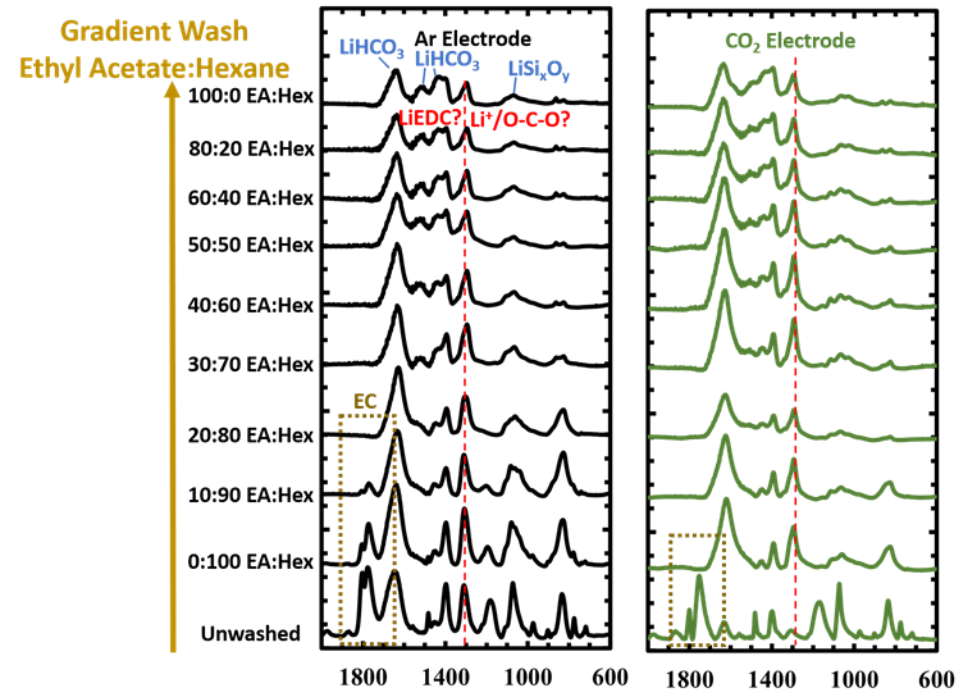 Gradient Wash
Ethyl Acetate:Hexane
100:0 EA:Hex
80:20 EA:Hex
60:40 EA:Hex
50:50 EA:Hex
40:60 EA:Hex
30:70 EA:Hex
20:80 EA:Hex
10:90 EA:Hex
0:100 EA:Hex
Unwashed
Ar Electrode
LiHCO₃
LiHCO₃
LiSiₓOᵧ
LiEDC? Li⁺/O-C-O?
EC
1800 1400 1000 600
CO₂ Electrode
1800 1400 1000 600